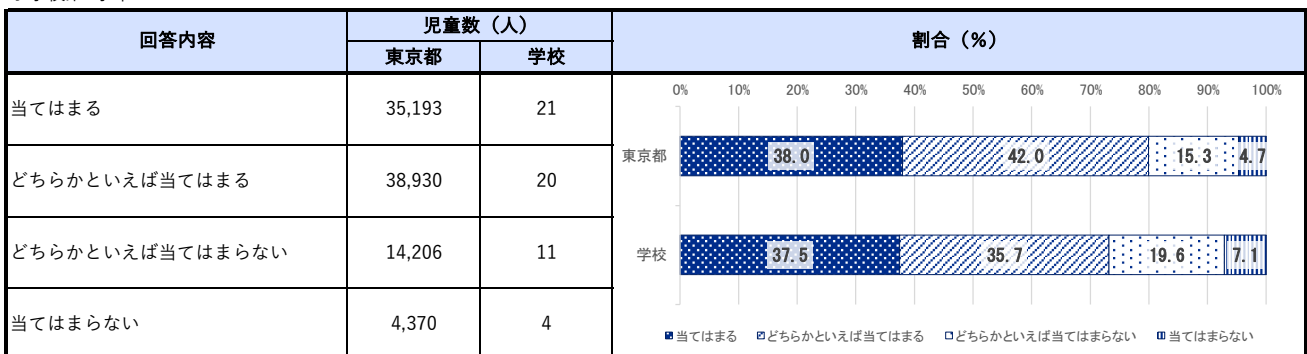 回答内容 児童数（人） 割合（%）
東京都 学校
当てはまる 35,193 21
どちらかといえば当てはまる 38,930 20
どちらかといえば当てはまらない 14,206 11
当てはまらない 4,370 4
0% 10% 20% 30% 40% 50% 60% 70% 80% 90% 100%
東京都 38.0 42.0 15.3 4.7
学校 37.5 35.7 19.6 7.1
当てはまる どちらかといえば当てはまる どちらかといえば当てはまらない 当てはまらない